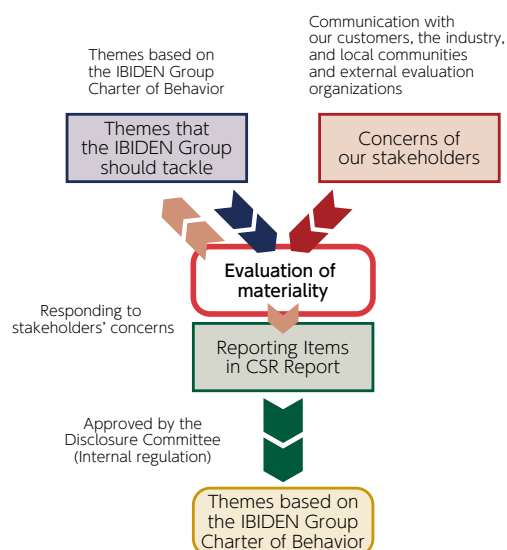 Themes based on
the IBIDEN Group
Charter of Behavior
Communication with
our customers, the industry,
and local communities
and external evaluation
organizations
Themes that
the IBIDEN Group
should tackle
Concerns of
our stakeholders
Evaluation of
materiality
Responding to
stakeholders’ concerns
Reporting Items
in CSR Report
Approved by the
Disclosure Committee
(Internal regulation)
Themes based on
the IBIDEN Group
Charter of Behavior